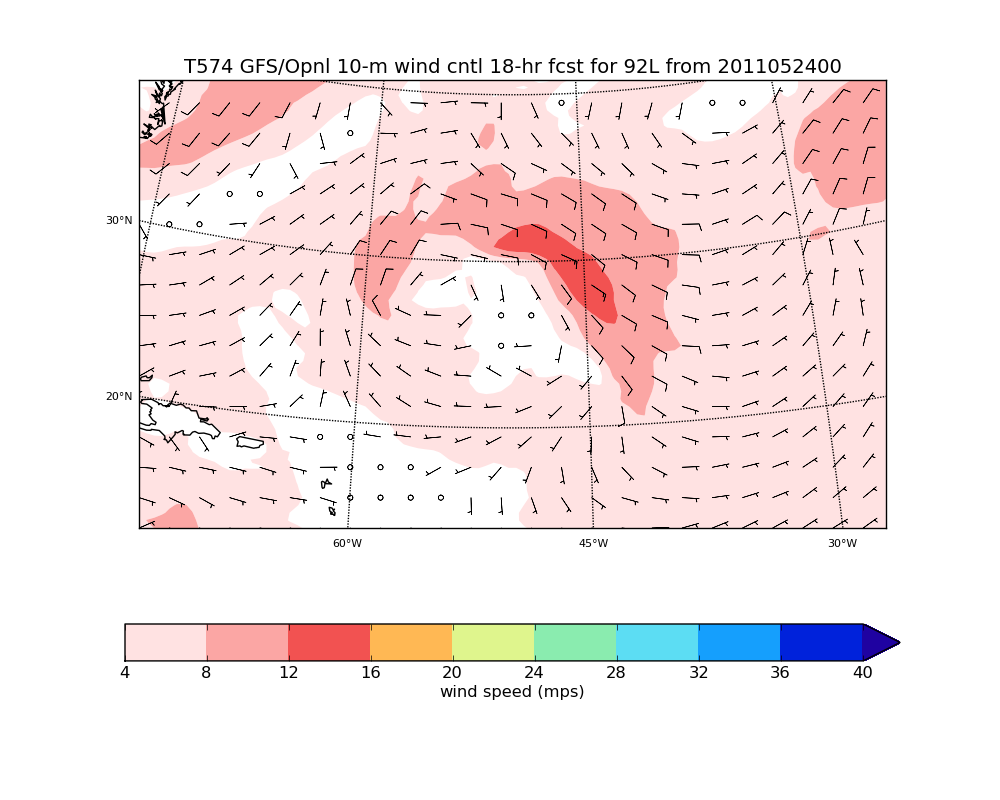 T574 GFS/Opnl 10-m wind cntl 18-hr fcst for 92L from 2011052400
30°N
20°N
60°W 45°W 30°W
4 8 12 16 20 24 28 32 36 40
wind speed (mps)